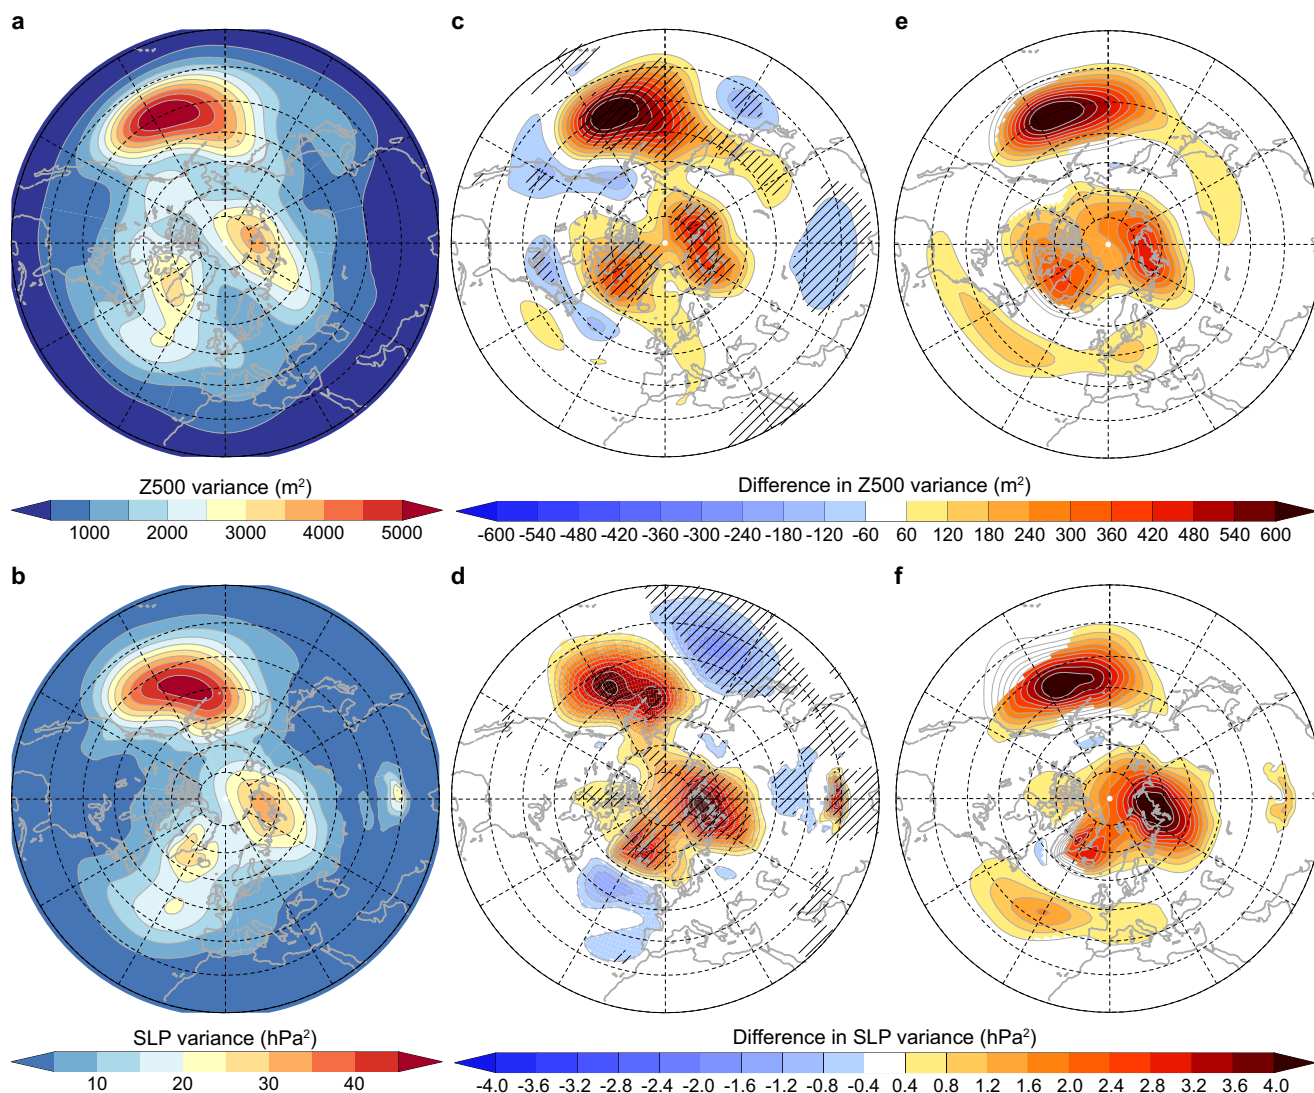 a
c
e
Z500 variance (m²)
1000 2000 3000 4000 5000
Difference in Z500 variance (m²)
-600 -540 -480 -420 -360 -300 -240 -180 -120 -60 60 120 180 240 300 360 420 480 540 600
b
d
f
SLP variance (hPa²)
10 20 30 40
Difference in SLP variance (hPa²)
-4.0 -3.6 -3.2 -2.8 -2.4 -2.0 -1.6 -1.2 -0.8 -0.4 0.4 0.8 1.2 1.6 2.0 2.4 2.8 3.2 3.6 4.0